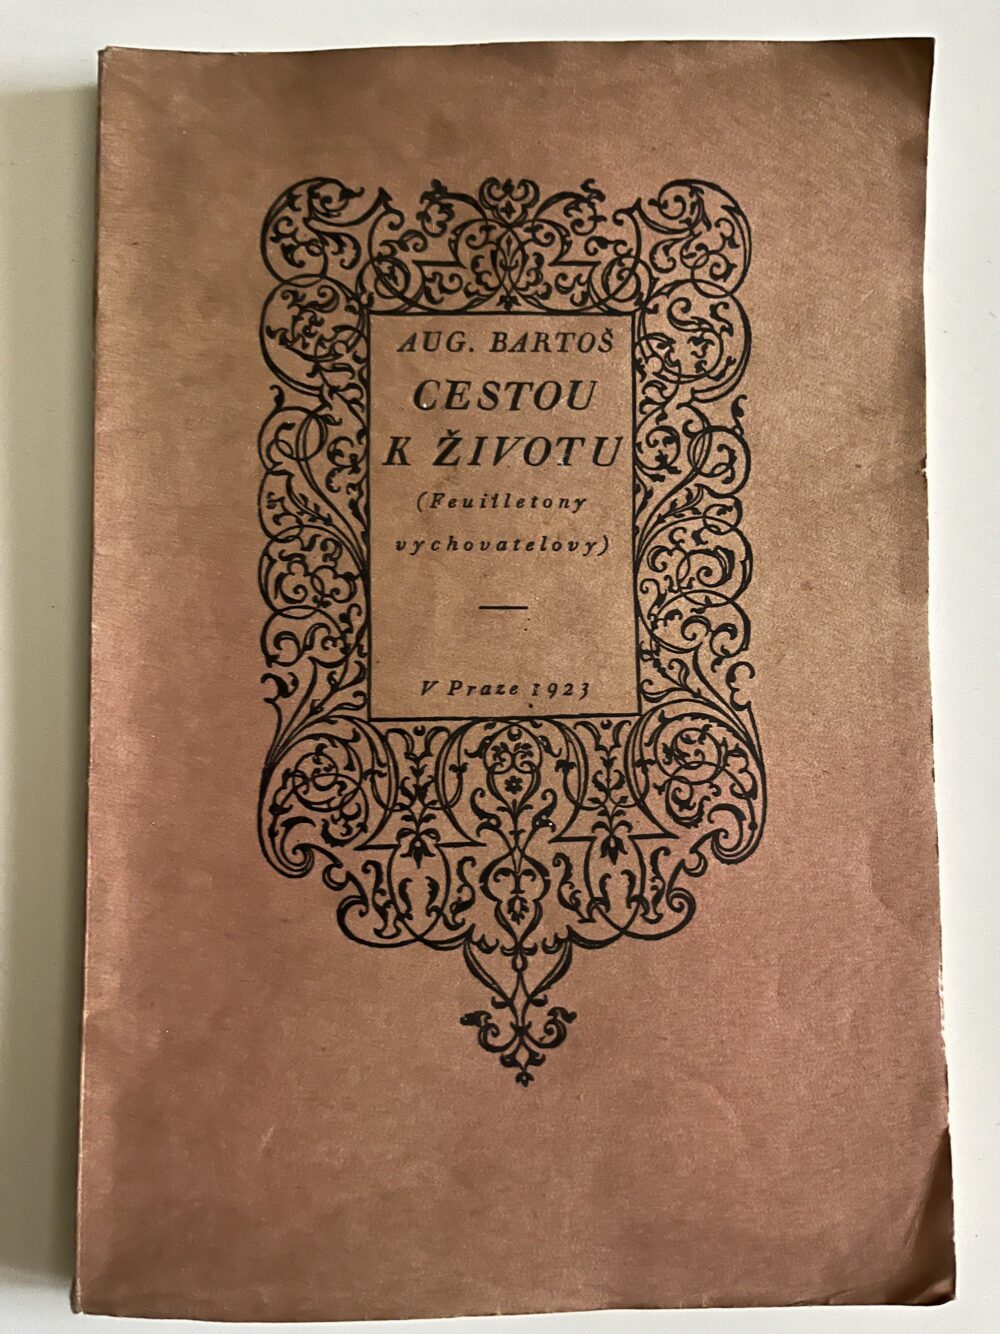 AUG. BARTOŠ
CESTOU
K ŽIVOTU
(Feuilletony
vychovatelovy)
V Praze 1923